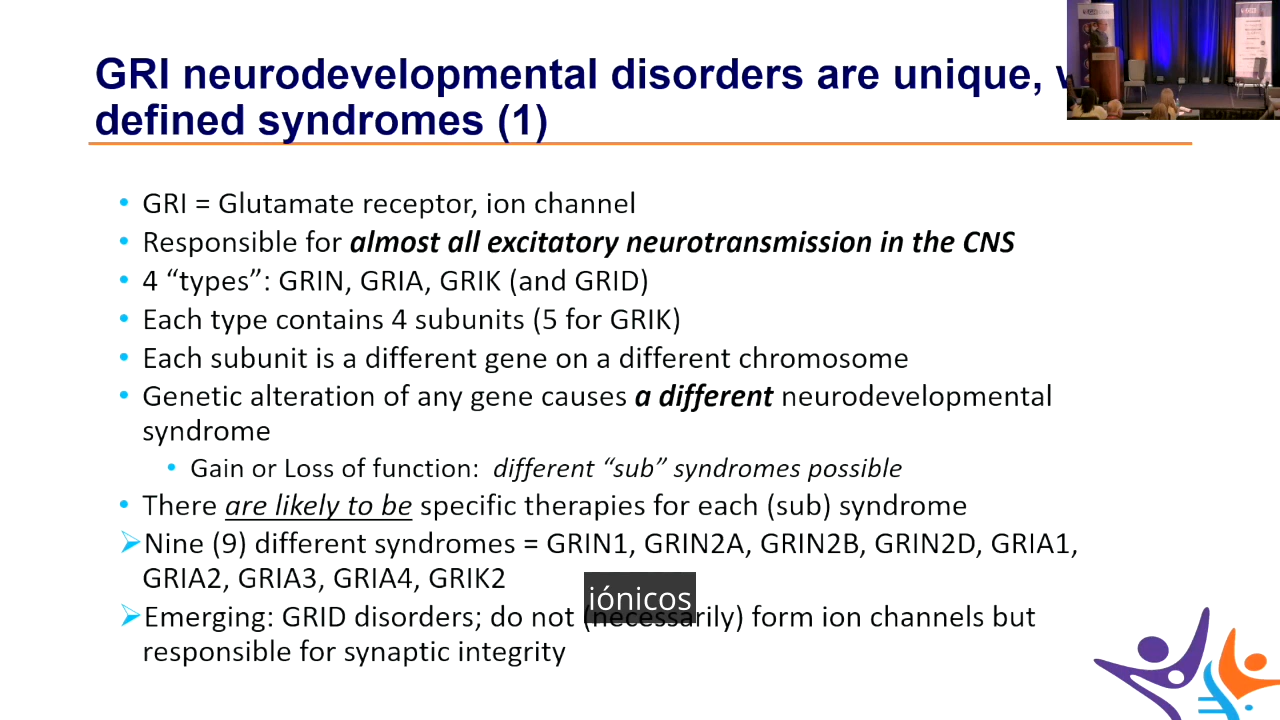 GRI neurodevelopmental disorders are unique,
defined syndromes (1)
• GRI = Glutamate receptor, ion channel
• Responsible for almost all excitatory neurotransmission in the CNS
• 4 “types”: GRIN, GRIA, GRIK (and GRID)
• Each type contains 4 subunits (5 for GRIK)
• Each subunit is a different gene on a different chromosome
• Genetic alteration of any gene causes a different neurodevelopmental
syndrome
• Gain or Loss of function: different “sub” syndromes possible
• There are likely to be specific therapies for each (sub) syndrome
➢Nine (9) different syndromes = GRIN1, GRIN2A, GRIN2B, GRIN2D, GRIA1,
GRIA2, GRIA3, GRIA4, GRIK2
iónicos
➢Emerging: GRID disorders; do not (necessarily) form ion channels but
responsible for synaptic integrity